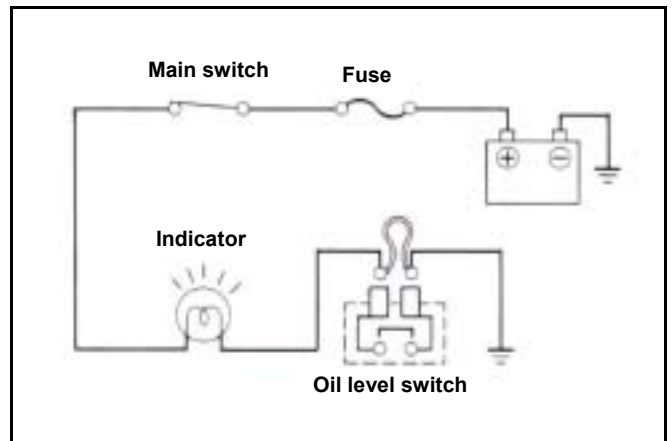 Main switch
Fuse
+ −
Indicator
Oil level switch